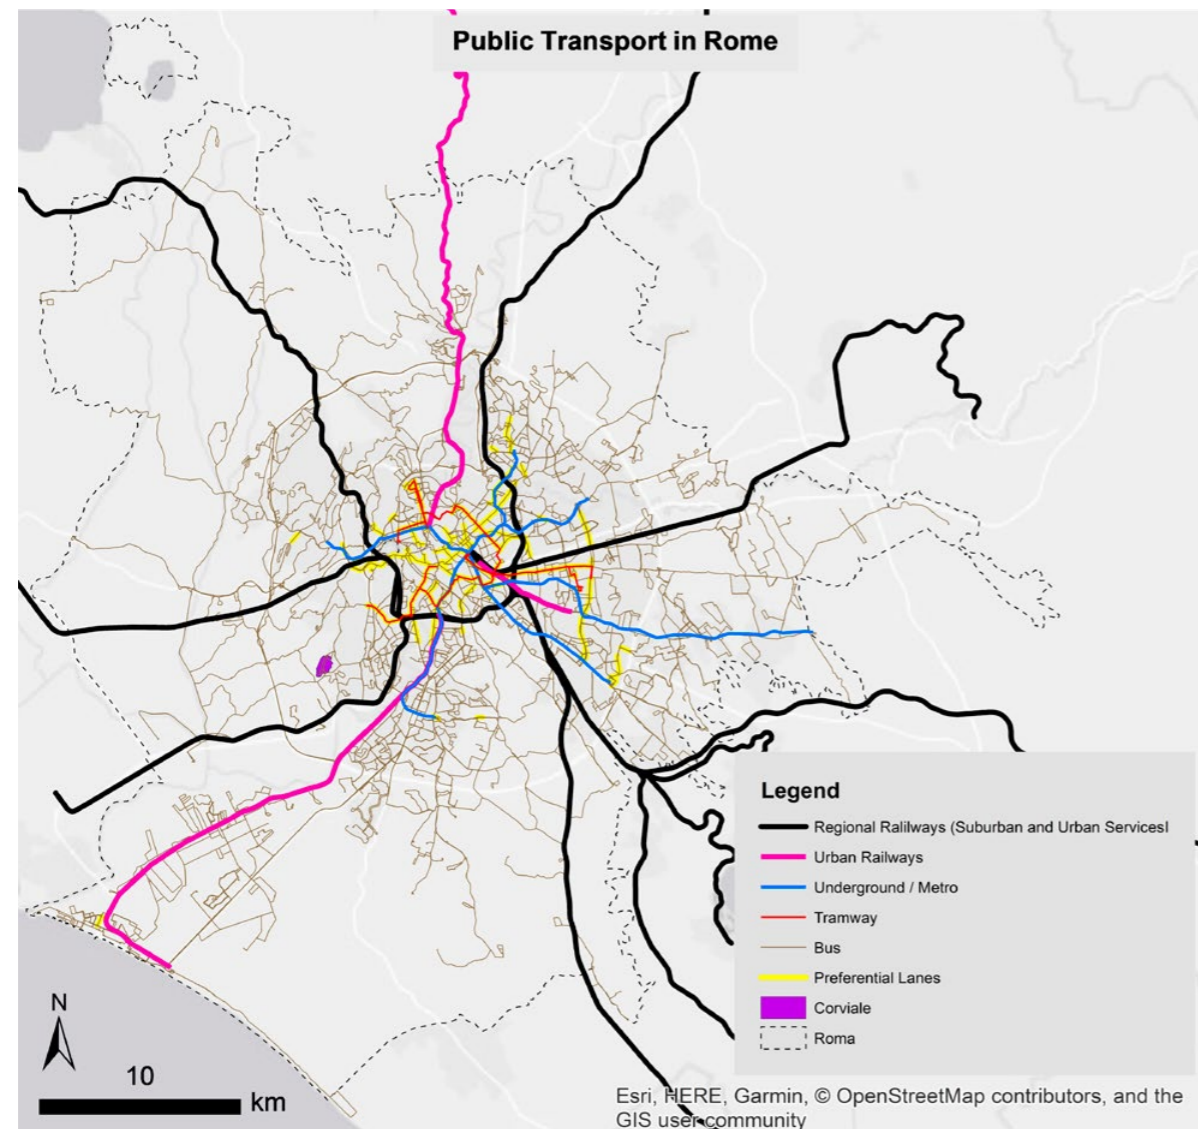 Public Transport in Rome
Legend
Regional Railways (Suburban and Urban Services)
Urban Railways
Underground / Metro
Tramway
Bus
Preferential Lanes
Corviale
Roma
N
10
km
Esri, HERE, Garmin, © OpenStreetMap contributors, and the
GIS user community